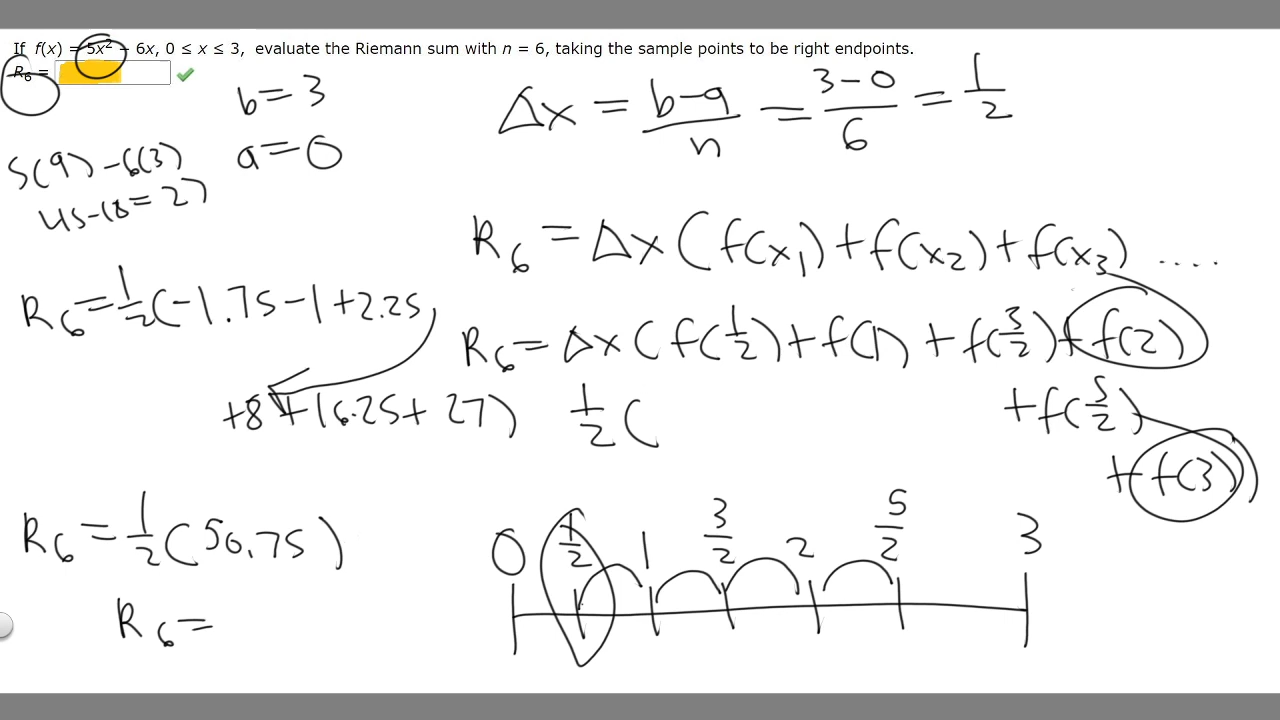 If f(x) = 5x² − 6x, 0 ≤ x ≤ 3, evaluate the Riemann sum with n = 6, taking the sample points to be right endpoints.
R₆ =
b=3
a=0
Δx = b-a/n = 3-0/6 = 1/2
5(9)-6(3)
45-18=27
R₆ = Δx(f(x₁)+f(x₂)+f(x₃) ....
R₆=1/2(-1.75-1+2.25
+8+16.25+27)
R₆= Δx(f(1/2)+f(1)+f(3/2)+f(2)
+f(5/2)
+f(3))
1/2(
R₆=1/2(50.75)
R₆=
0 1/2 1 3/2 2 5/2 3